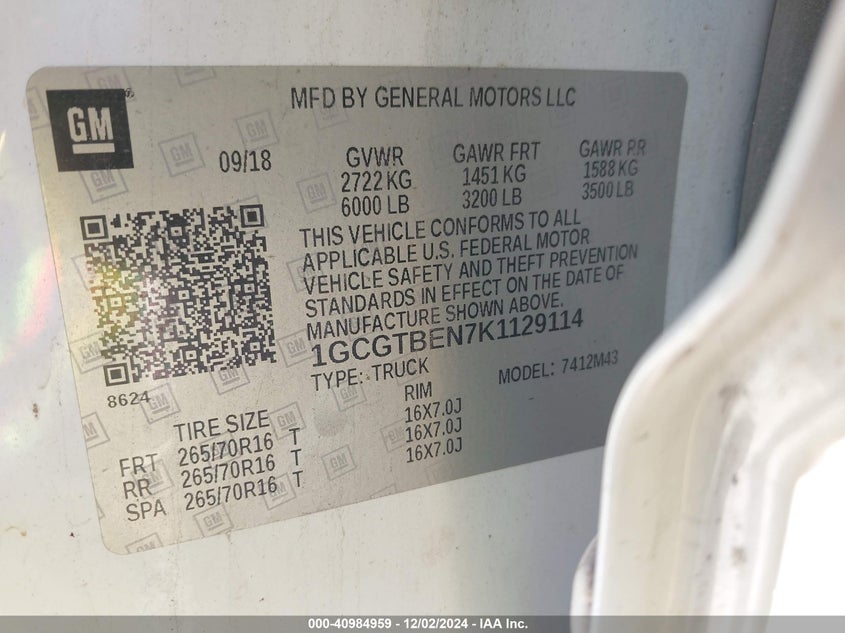 GM
MFD BY GENERAL MOTORS LLC
09/18
GVWR
2722 KG
6000 LB
GAWR FRT
1451 KG
3200 LB
GAWR RR
1588 KG
3500 LB
THIS VEHICLE CONFORMS TO ALL
APPLICABLE U.S. FEDERAL MOTOR
VEHICLE SAFETY AND THEFT PREVENTION
STANDARDS IN EFFECT ON THE DATE OF
MANUFACTURE SHOWN ABOVE.
1GCGTBEN7K1129114
TYPE: TRUCK
MODEL: 7412M43
8624
TIRE SIZE
RIM
FRT 265/70R16 T 16X7.0J
RR 265/70R16 T 16X7.0J
SPA 265/70R16 T 16X7.0J
000-40984959 - 12/02/2024 - IAA Inc.